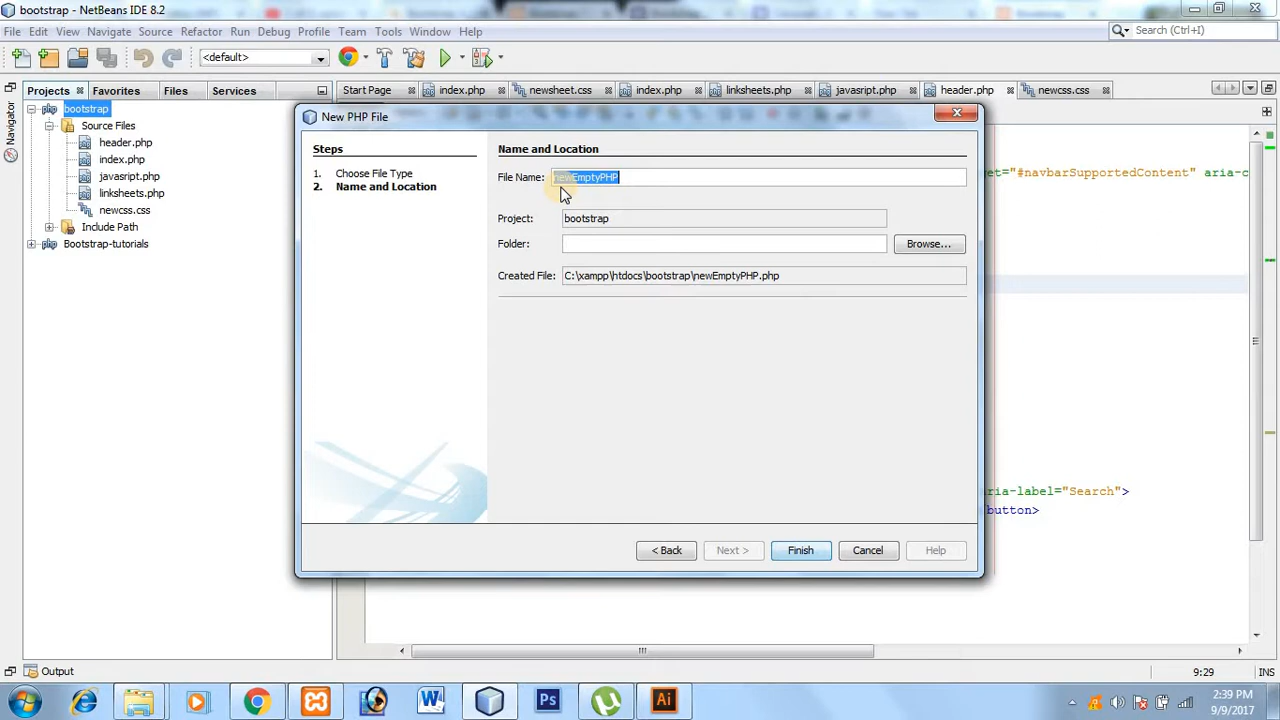 bootstrap - NetBeans IDE 8.2
File Edit View Navigate Source Refactor Run Debug Profile Team Tools Window Help
Search (Ctrl+I)
<default>
Projects Favorites Files Services
Start Page index.php newsheet.css index.php linksheets.php javasript.php header.php newcss.css
Navigator
bootstrap
Source Files
header.php
index.php
javasript.php
linksheets.php
newcss.css
Include Path
Bootstrap-tutorials
New PHP File
Steps
1. Choose File Type
2. Name and Location
Name and Location
File Name: newEmptyPHP
Project: bootstrap
Folder:
Browse...
Created File: C:\xampp\htdocs\bootstrap\newEmptyPHP.php
< Back Next > Finish Cancel Help
get="#navbarSupportedContent" aria-c
ria-label="Search">
button>
Output
9:29 INS
W Ps Ai
2:39 PM
9/9/2017